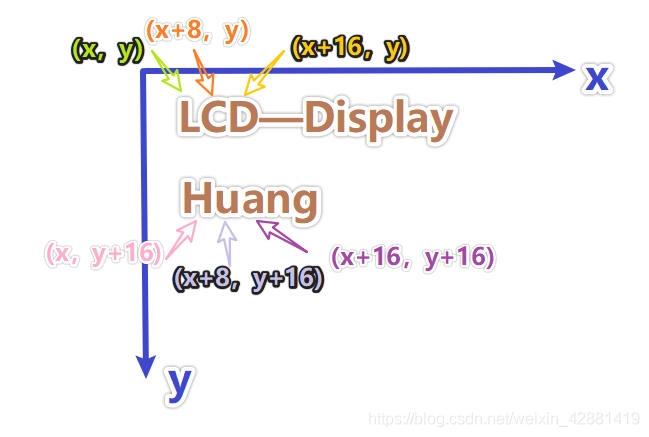 (x, y) (x+8, y) (x+16, y)
x
LCD—Display
Huang
(x, y+16) (x+8, y+16) (x+16, y+16)
y
https://blog.csdn.net/weixin_42881419